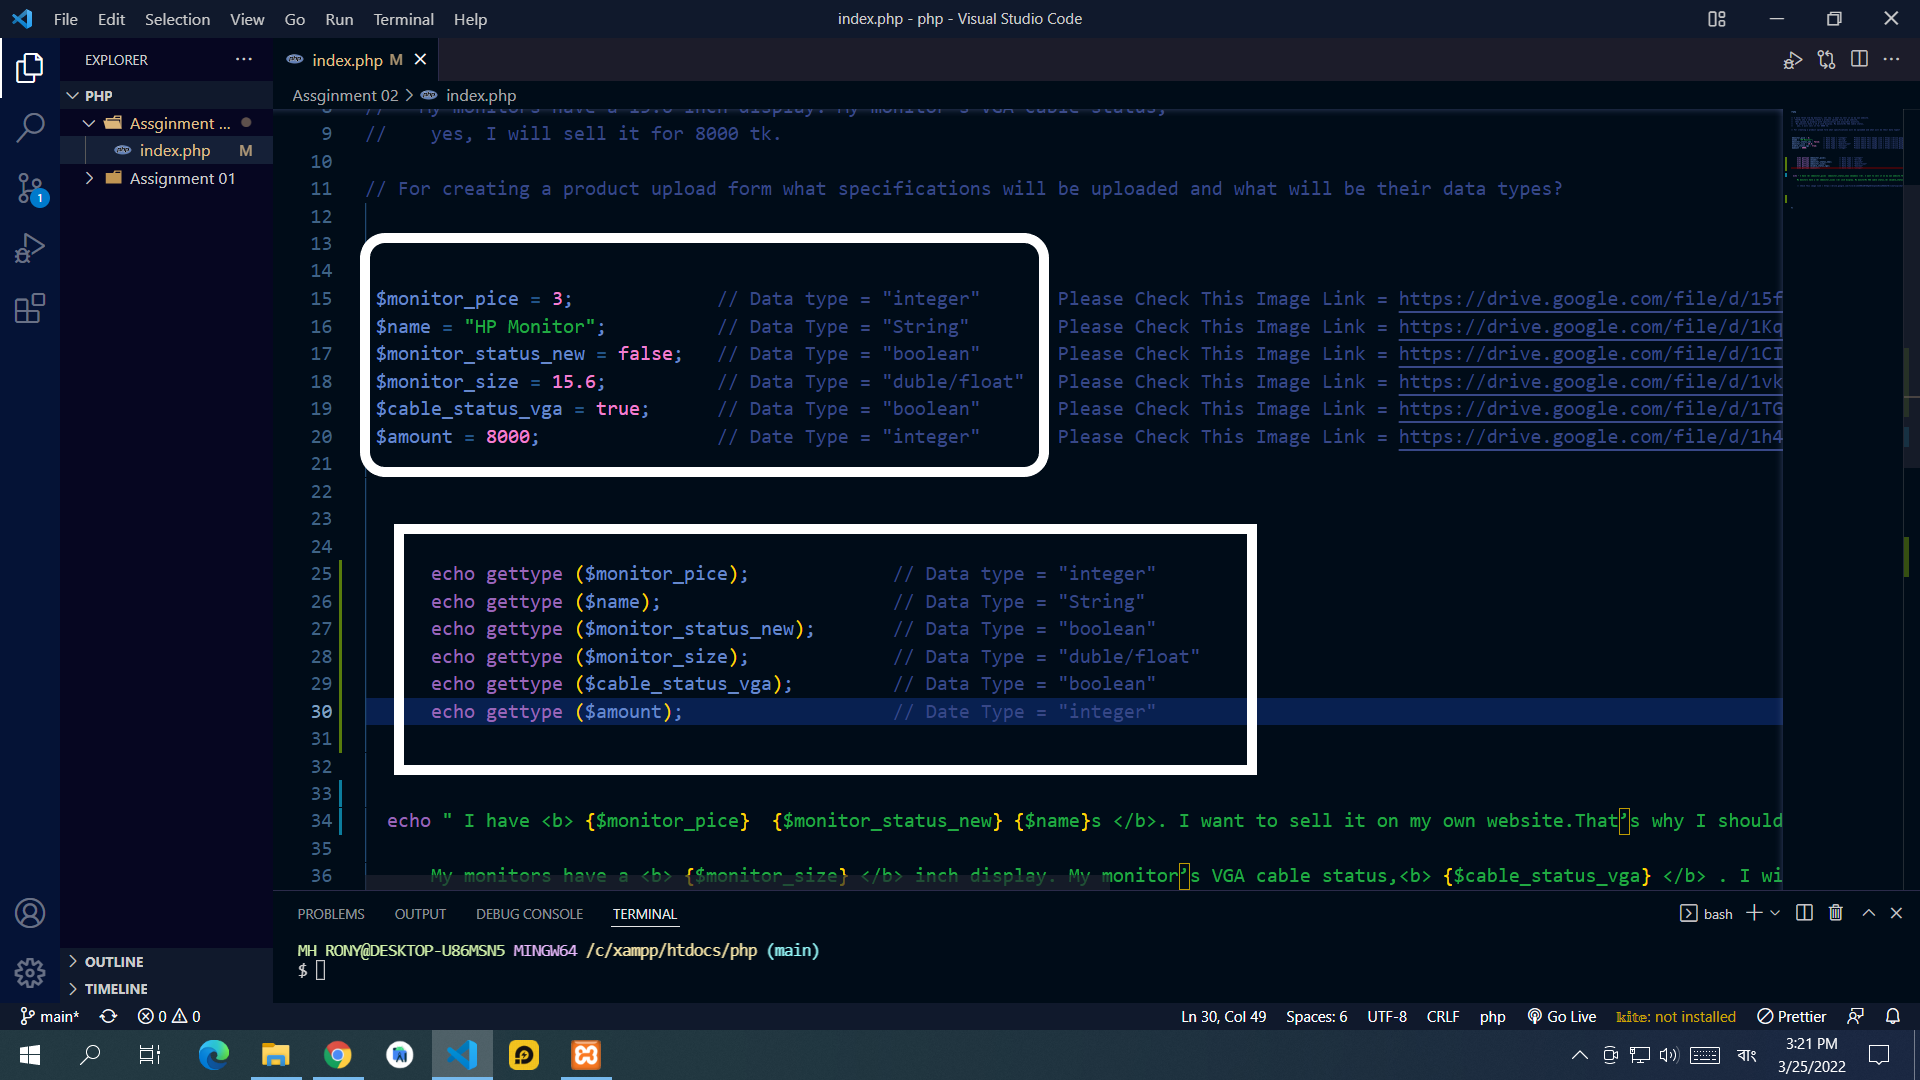 File Edit Selection View Go Run Terminal Help
index.php - php - Visual Studio Code
EXPLORER
PHP
Assginment ...
index.php M
Assignment 01
OUTLINE
TIMELINE
index.php M
Assginment 02 > index.php
8 // My monitors have a 15.6 inch display. My monitor's VGA cable status,
9 // yes, I will sell it for 8000 tk.
10
11 // For creating a product upload form what specifications will be uploaded and what will be their data types?
12
13
14
15 $monitor_pice = 3; // Data type = "integer" Please Check This Image Link = https://drive.google.com/file/d/15f
16 $name = "HP Monitor"; // Data Type = "String" Please Check This Image Link = https://drive.google.com/file/d/1Kq
17 $monitor_status_new = false; // Data Type = "boolean" Please Check This Image Link = https://drive.google.com/file/d/1CI
18 $monitor_size = 15.6; // Data Type = "duble/float" Please Check This Image Link = https://drive.google.com/file/d/1vk
19 $cable_status_vga = true; // Data Type = "boolean" Please Check This Image Link = https://drive.google.com/file/d/1TG
20 $amount = 8000; // Date Type = "integer" Please Check This Image Link = https://drive.google.com/file/d/1h4
21
22
23
24
25 echo gettype ($monitor_pice); // Data type = "integer"
26 echo gettype ($name); // Data Type = "String"
27 echo gettype ($monitor_status_new); // Data Type = "boolean"
28 echo gettype ($monitor_size); // Data Type = "duble/float"
29 echo gettype ($cable_status_vga); // Data Type = "boolean"
30 echo gettype ($amount); // Date Type = "integer"
31
32
33
34 echo " I have <b> {$monitor_pice} {$monitor_status_new} {$name}s </b>. I want to sell it on my own website.That’s why I should
35
36 My monitors have a <b> {$monitor_size} </b> inch display. My monitor’s VGA cable status,<b> {$cable_status_vga} </b> . I wi
PROBLEMS OUTPUT DEBUG CONSOLE TERMINAL
bash
MH RONY@DESKTOP-U86MSN5 MINGW64 /c/xampp/htdocs/php (main)
$
main* 0 0
Ln 30, Col 49 Spaces: 6 UTF-8 CRLF php Go Live kite: not installed Prettier
1
বাং
3:21 PM
3/25/2022